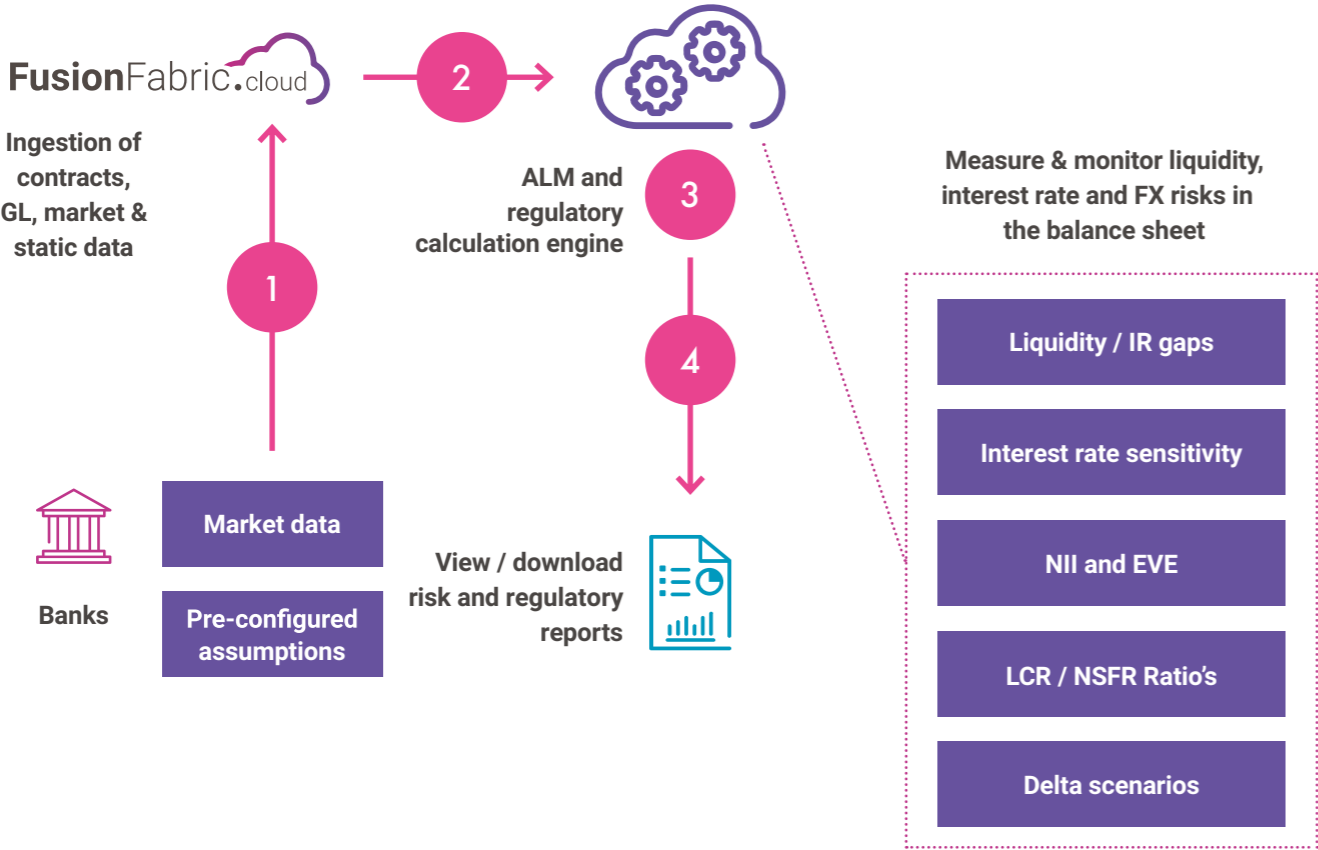 FusionFabric.cloud
2
Ingestion of
contracts,
GL, market &
static data
1
ALM and
regulatory
calculation engine
3
4
Market data
Banks
Pre-configured
assumptions
View / download
risk and regulatory
reports
Measure & monitor liquidity,
interest rate and FX risks in
the balance sheet
Liquidity / IR gaps
Interest rate sensitivity
NII and EVE
LCR / NSFR Ratio's
Delta scenarios